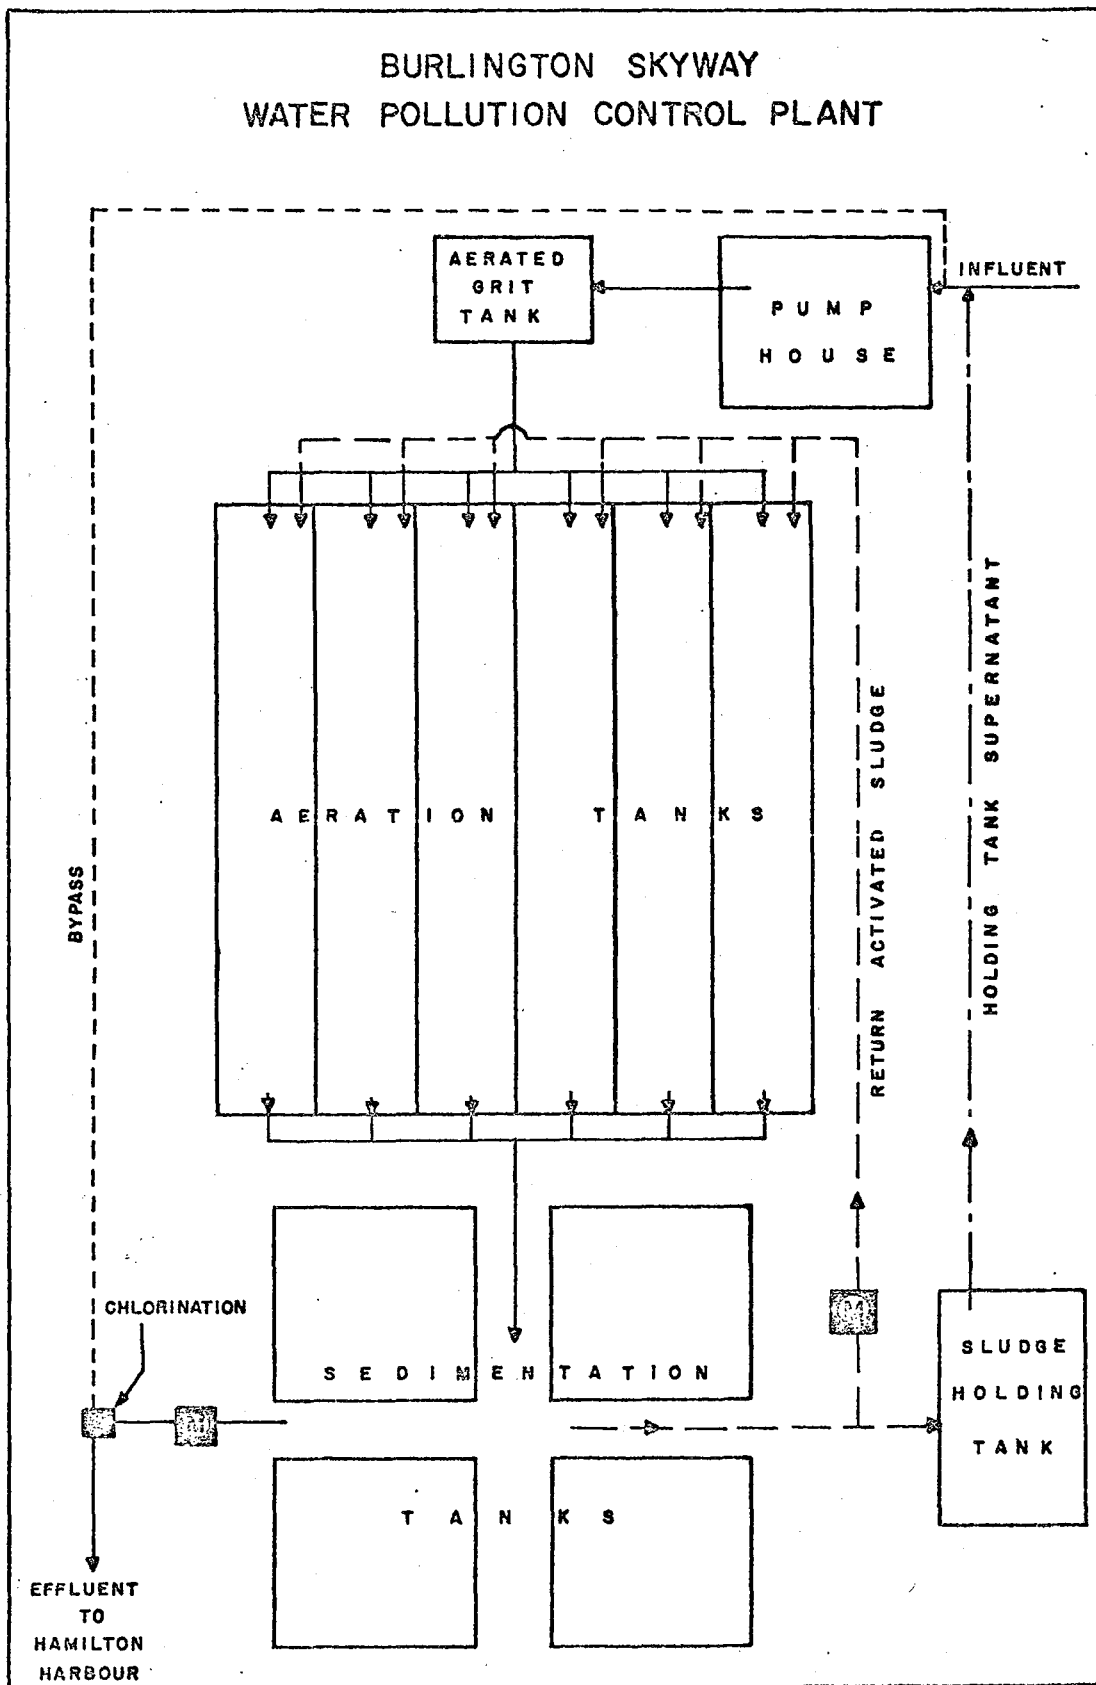 BURLINGTON SKYWAY
WATER POLLUTION CONTROL PLANT
AERATED
GRIT
TANK
PUMP
HOUSE
INFLUENT
AERATION TANKS
BYPASS
RETURN ACTIVATED SLUDGE
HOLDING TANK SUPERNATANT
CHLORINATION
M
M
SEDIMENTATION
TANKS
SLUDGE
HOLDING
TANK
EFFLUENT
TO
HAMILTON
HARBOUR